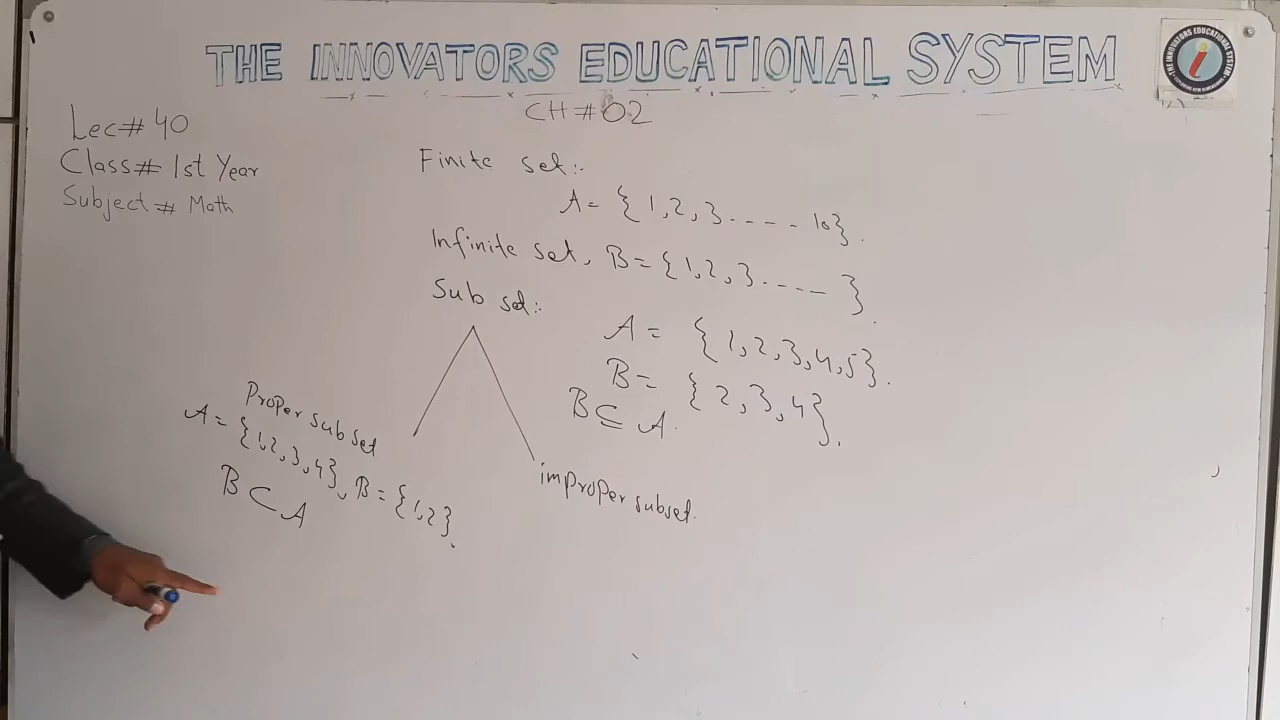 THE INNOVATORS EDUCATIONAL SYSTEM
CH # 02
Lec# 40
Class# 1st Year
Subject# Math
Finite set:-
A= {1,2,3 ----- 10}.
Infinite set, B={1,2,3 ---- }.
Sub set:-
A = {1,2,3,4,5}.
B= {2,3,4}.
B⊆A.
Proper subset
A= {1,2,3,4}, B={1,2}.
B⊂A
improper subset.